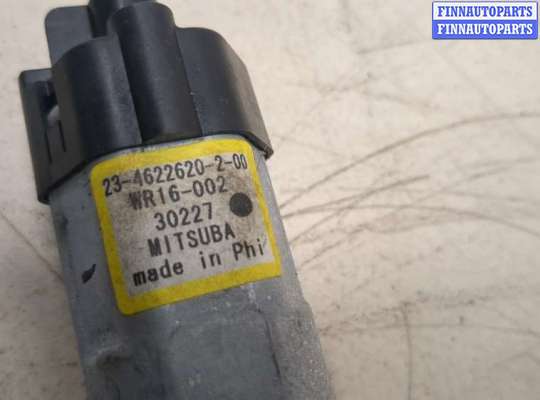 FINNAUTOPARTS
FINNAUTOPARTS
23-4622620-2-00
WR16-002
30227
MITSUBA
made in Phi